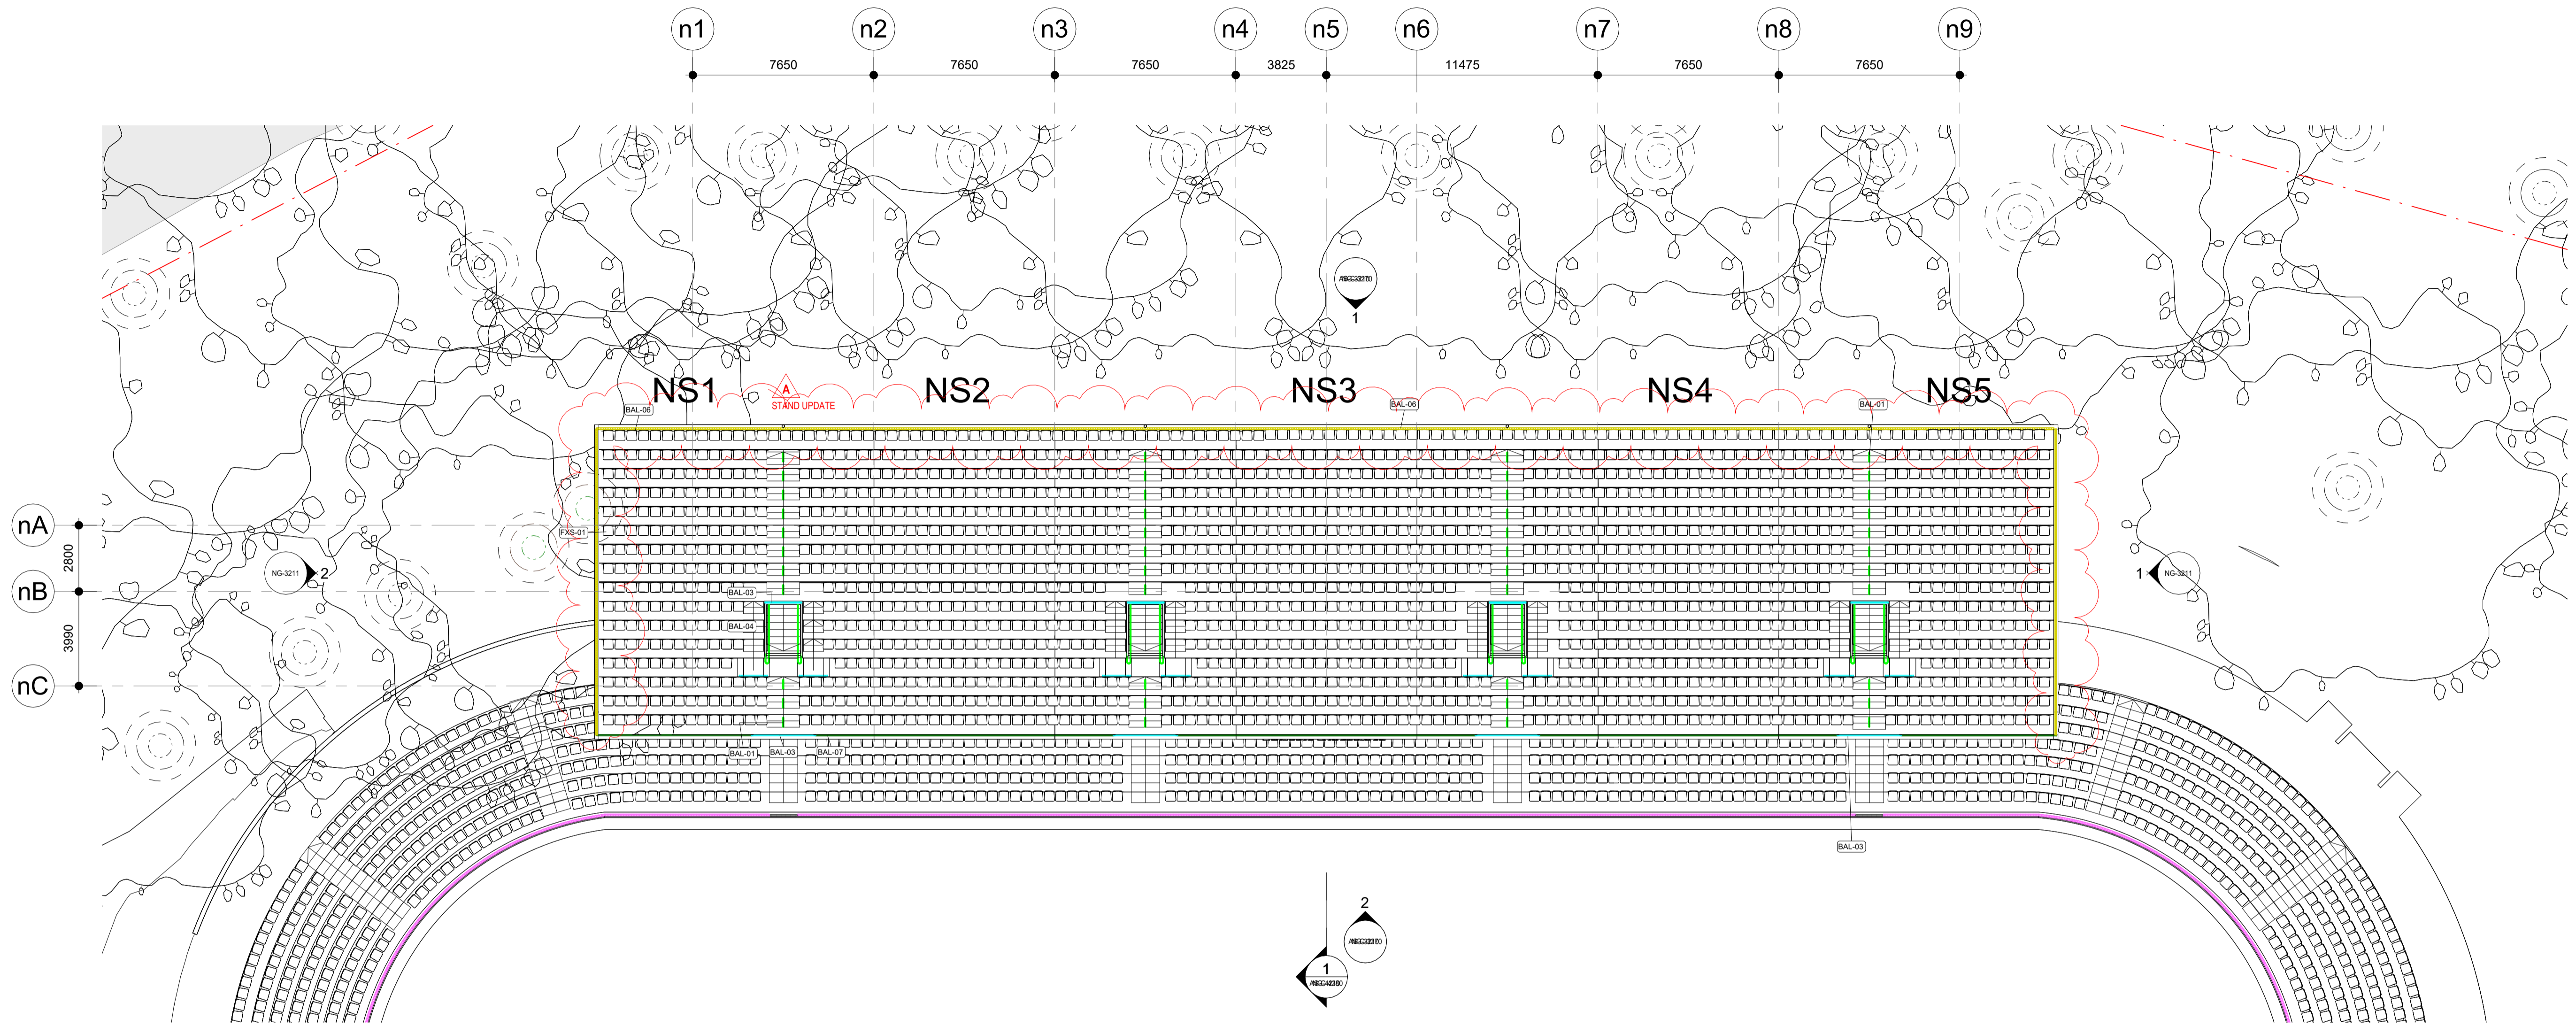 n1 n2 n3 n4 n5 n6 n7 n8 n9
7650 7650 7650 3825 11475 7650 7650
1
NS1 NS2 NS3 NS4 NS5
A
STAND UPDATE
BAL-06 BAL-06 BAL-01
nA
FXS-01
2800
NG-3211 2
1 NG-3211
nB
BAL-03
BAL-04
3990
nC
BAL-01 BAL-03 BAL-07
BAL-03
2
1